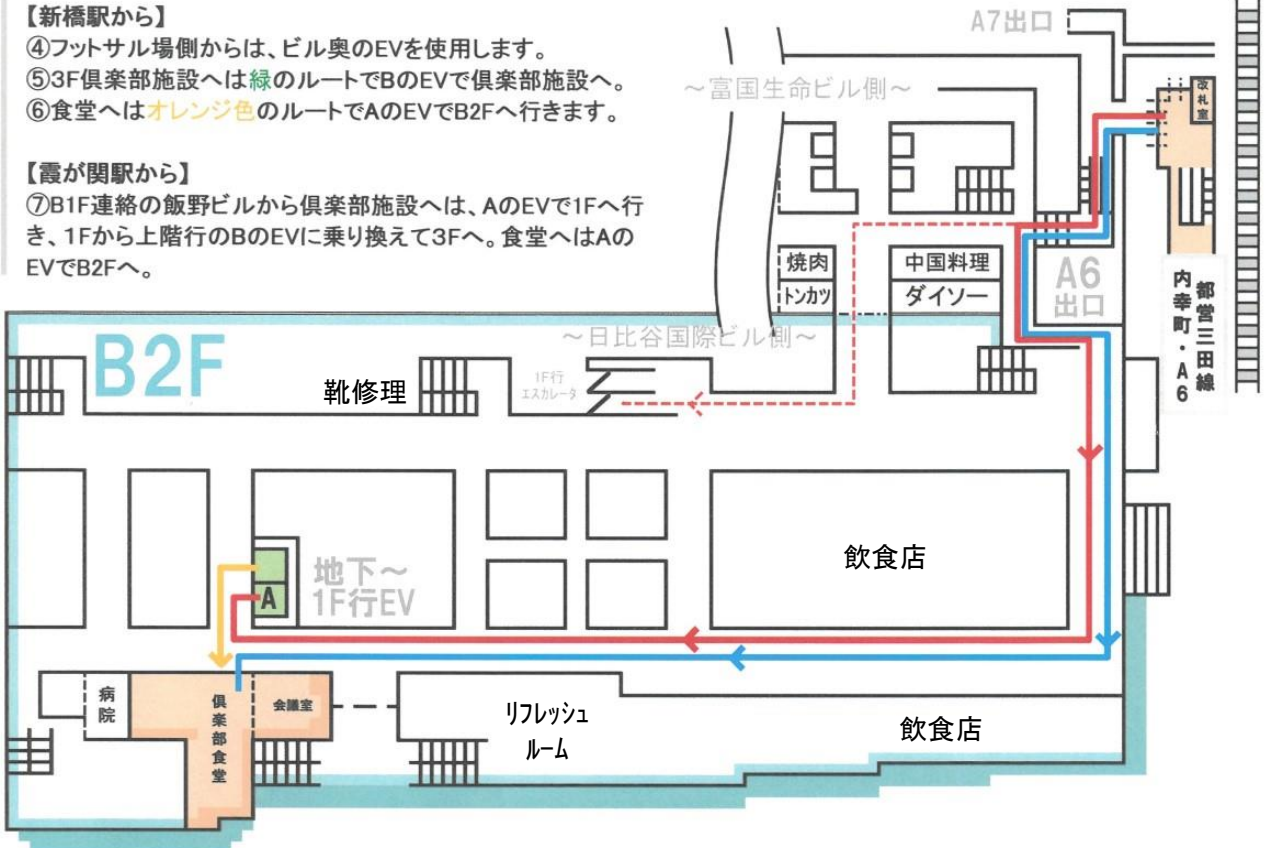 【新橋駅から】
④フットサル場側からは、ビル奥のEVを使用します。
⑤3F倶楽部施設へは緑のルートでBのEVで倶楽部施設へ。
⑥食堂へはオレンジ色のルートでAのEVでB2Fへ行きます。
【霞が関駅から】
⑦B1F連絡の飯野ビルから倶楽部施設へは、AのEVで1Fへ行
き、1Fから上階行のBのEVに乗り換えて3Fへ。食堂へはAの
EVでB2Fへ。
A7出口
～富国生命ビル側～
改札室
焼肉
トンカツ
中国料理
ダイソー
A6
出口
都営三田線
内幸町・A6
～日比谷国際ビル側～
B2F
靴修理
1F行
エスカレータ
飲食店
地下～
1F行EV
A
病院
倶楽部食堂
会議室
リフレッシュ
ルーム
飲食店